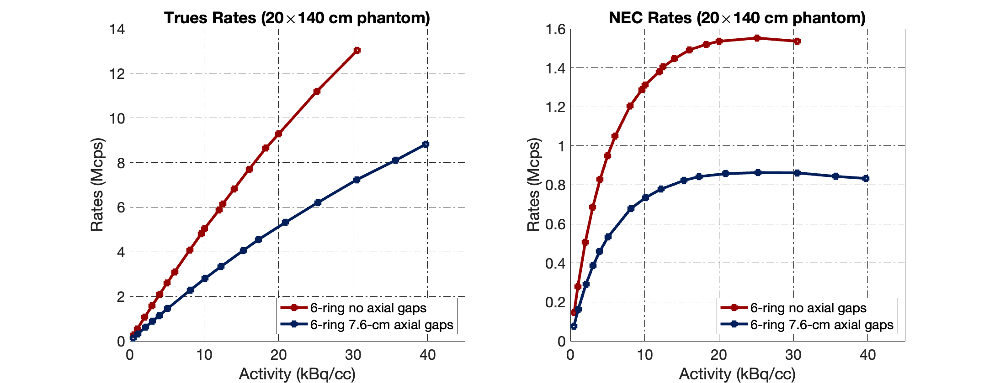 Trues Rates (20×140 cm phantom)
14
12
10
8
6
4
2
0
Rates (Mcps)
6-ring no axial gaps
6-ring 7.6-cm axial gaps
0 10 20 30 40
Activity (kBq/cc)
NEC Rates (20×140 cm phantom)
1.6
1.4
1.2
1
0.8
0.6
0.4
0.2
0
Rates (Mcps)
6-ring no axial gaps
6-ring 7.6-cm axial gaps
0 10 20 30 40
Activity (kBq/cc)